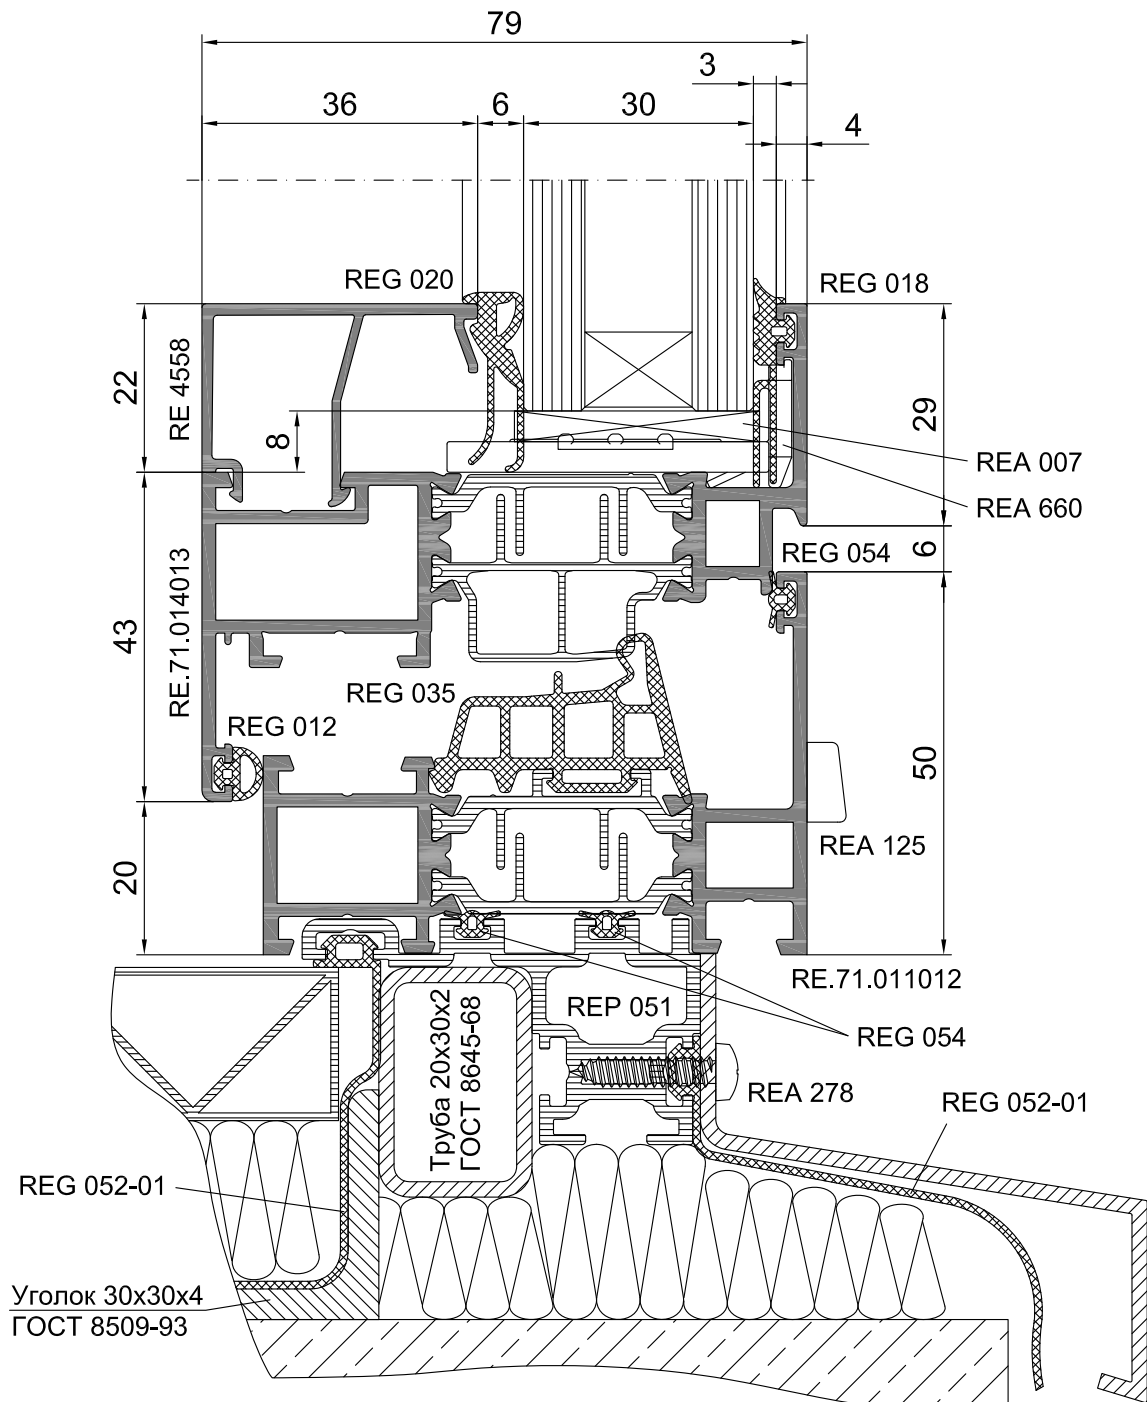 79
3
36
6
30
4
REG 020
REG 018
22
RE 4558
8
29
REA 007
REA 660
REG 054
6
43
RE.71.014013
REG 035
REG 012
50
20
REA 125
RE.71.011012
REP 051
REG 054
Труба 20х30х2
ГОСТ 8645-68
REA 278
REG 052-01
REG 052-01
Уголок 30х30х4
ГОСТ 8509-93